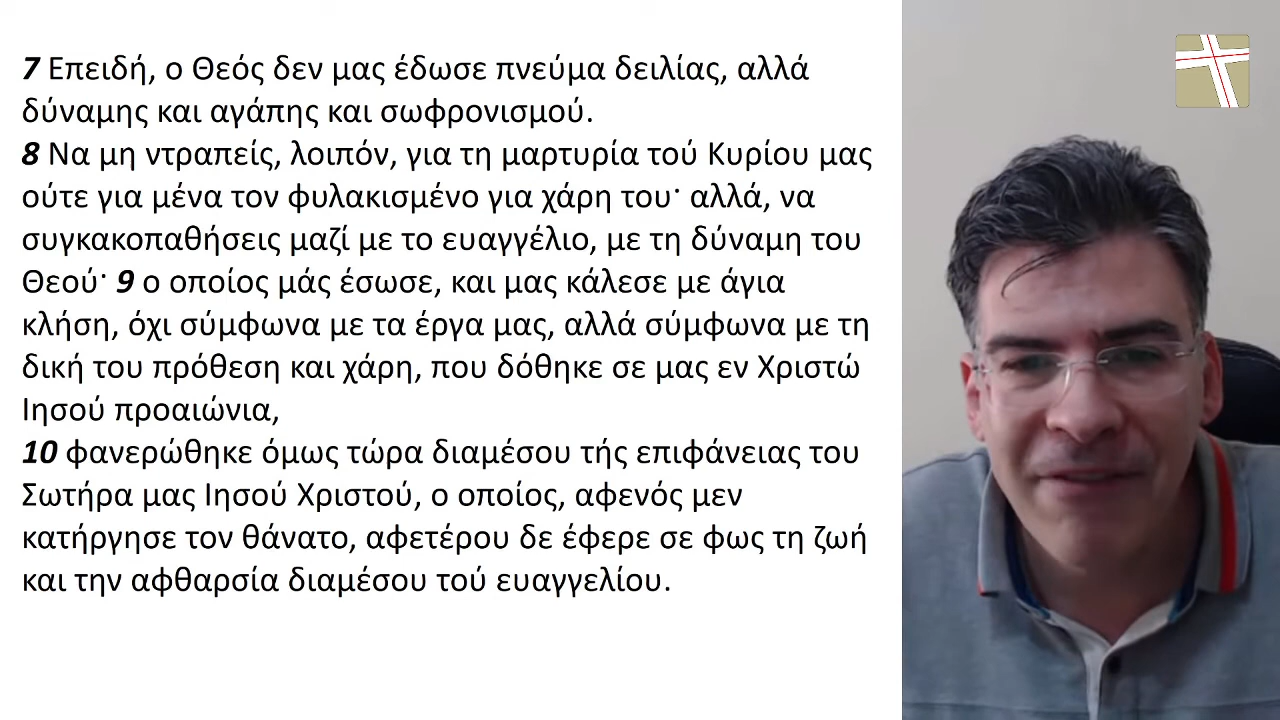 7 Επειδή, ο Θεός δεν μας έδωσε πνεύμα δειλίας, αλλά
δύναμης και αγάπης και σωφρονισμού.
8 Να μη ντραπείς, λοιπόν, για τη μαρτυρία τού Κυρίου μας
ούτε για μένα τον φυλακισμένο για χάρη του· αλλά, να
συγκακοπαθήσεις μαζί με το ευαγγέλιο, με τη δύναμη του
Θεού· 9 ο οποίος μάς έσωσε, και μας κάλεσε με άγια
κλήση, όχι σύμφωνα με τα έργα μας, αλλά σύμφωνα με τη
δική του πρόθεση και χάρη, που δόθηκε σε μας εν Χριστώ
Ιησού προαιώνια,
10 φανερώθηκε όμως τώρα διαμέσου τής επιφάνειας του
Σωτήρα μας Ιησού Χριστού, ο οποίος, αφενός μεν
κατήργησε τον θάνατο, αφετέρου δε έφερε σε φως τη ζωή
και την αφθαρσία διαμέσου τού ευαγγελίου.